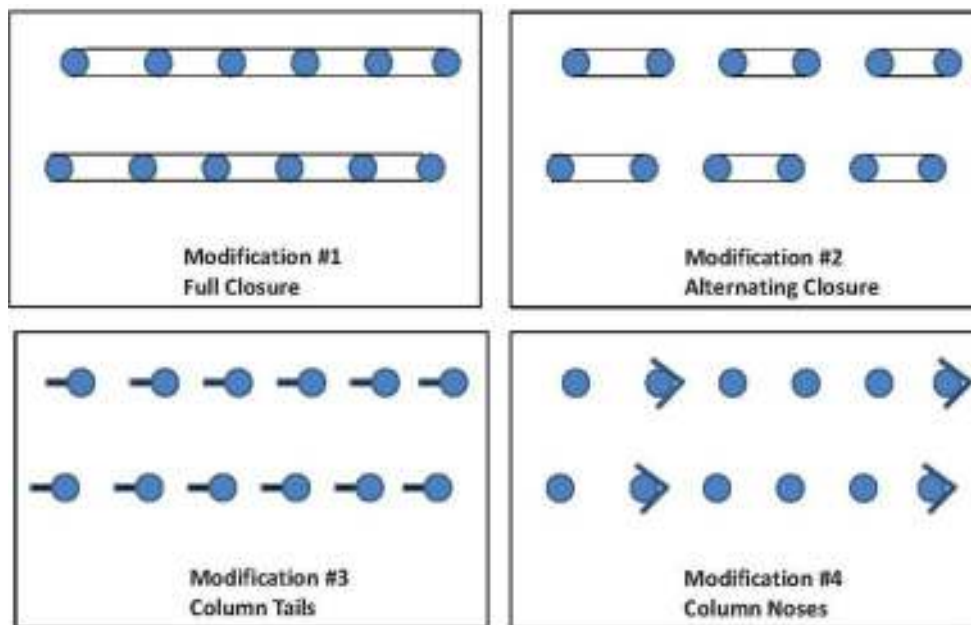 Modification #1
Full Closure
Modification #2
Alternating Closure
Modification #3
Column Tails
Modification #4
Column Noses